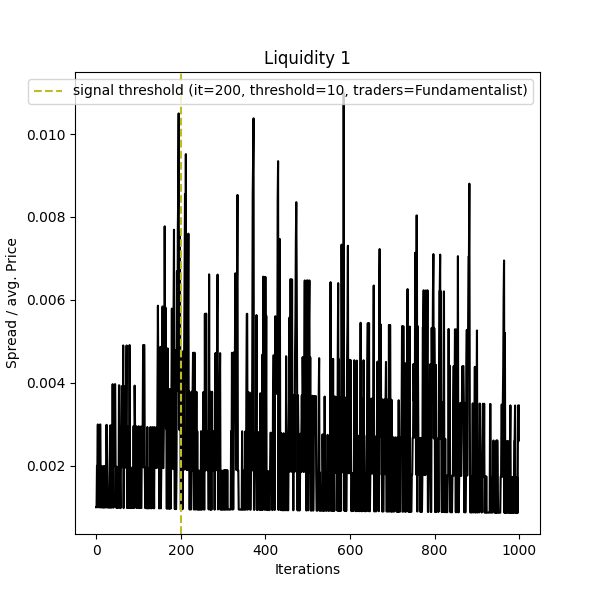 Liquidity 1
signal threshold (it=200, threshold=10, traders=Fundamentalist)
0.010
0.008
0.006
0.004
0.002
Spread / avg. Price
0 200 400 600 800 1000
Iterations